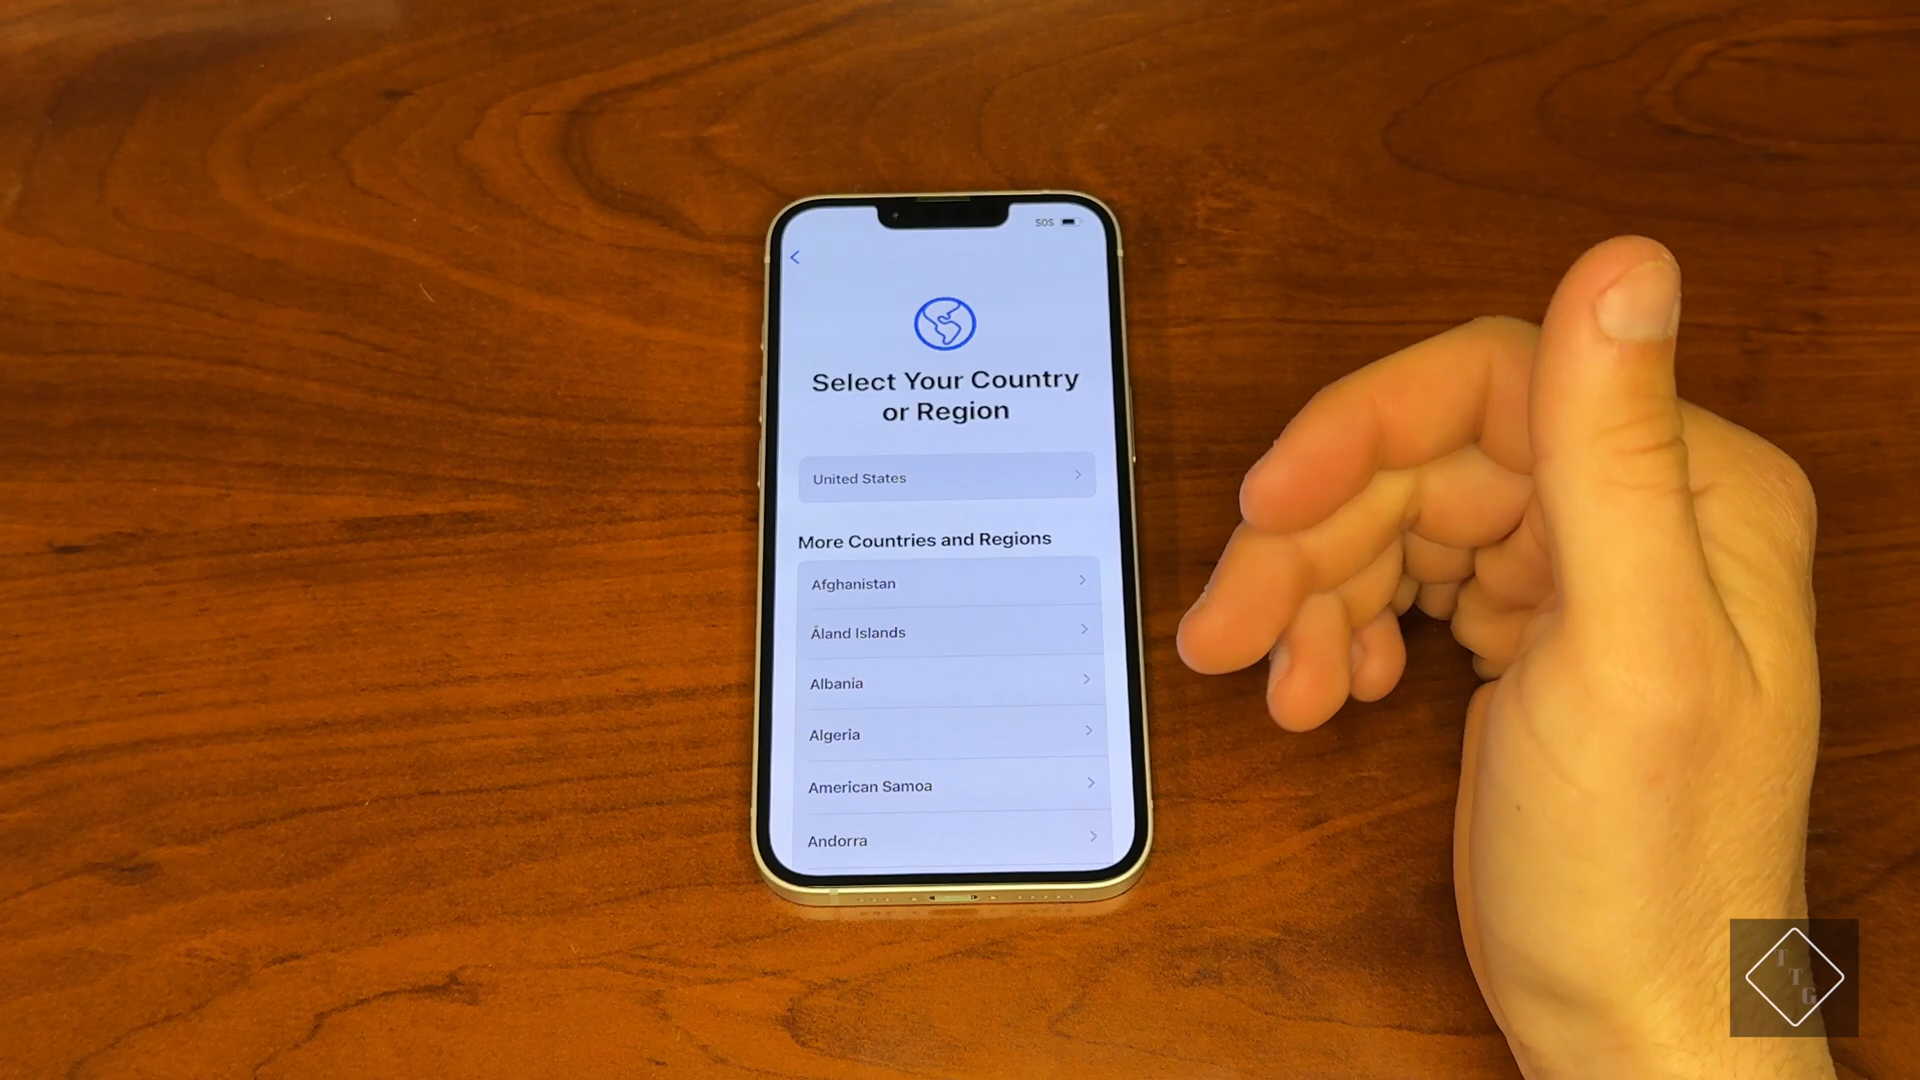 SOS
Select Your Country
or Region
United States
More Countries and Regions
Afghanistan
Åland Islands
Albania
Algeria
American Samoa
Andorra
T
T
G